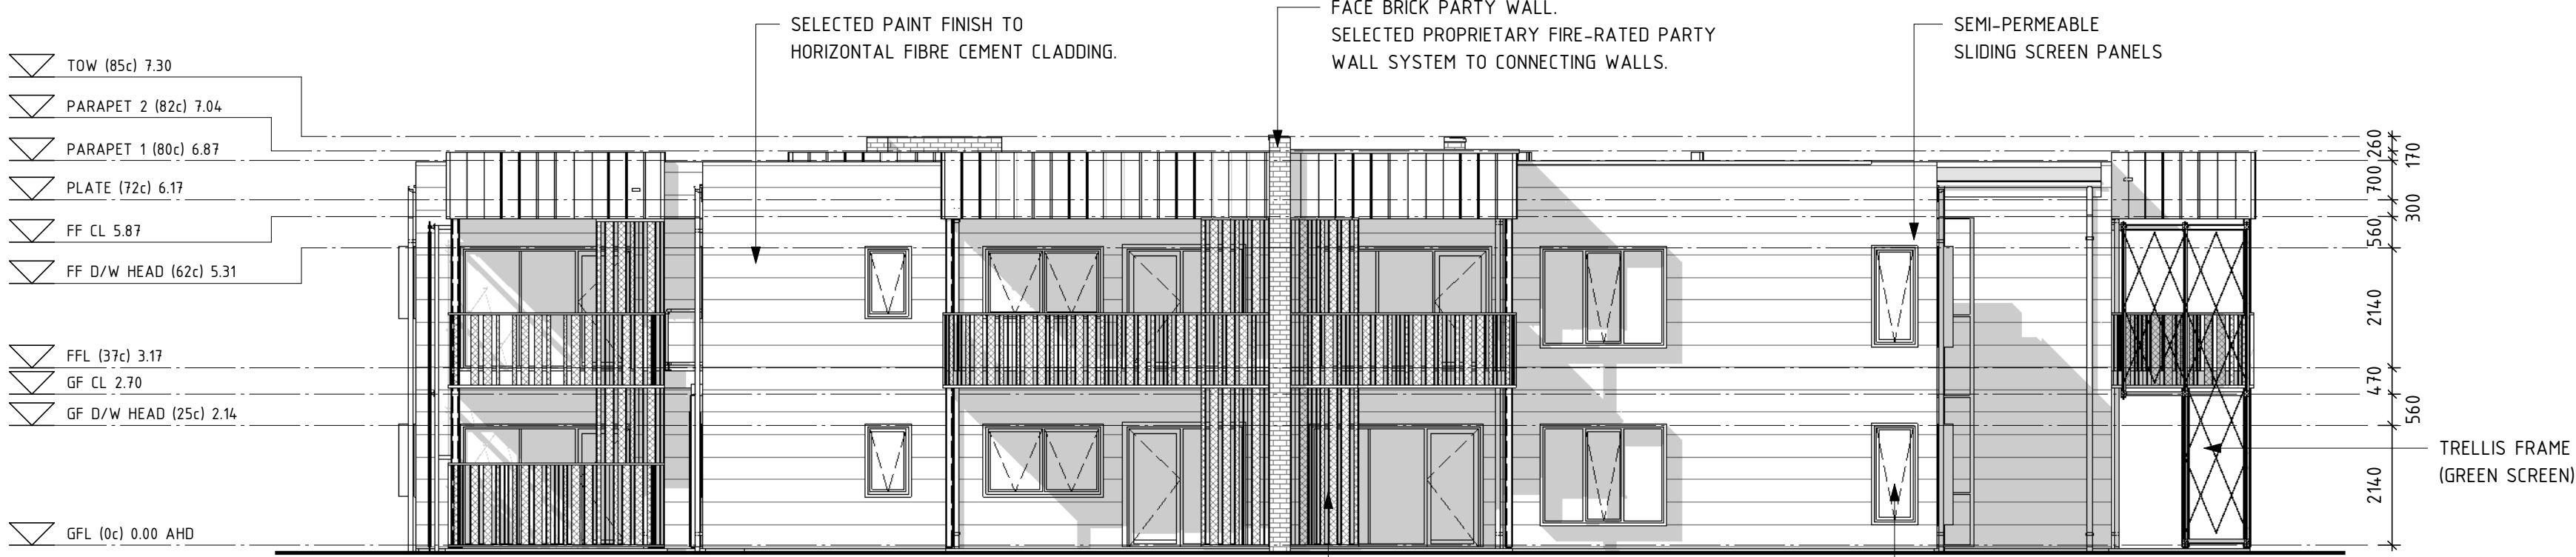 SELECTED PAINT FINISH TO
HORIZONTAL FIBRE CEMENT CLADDING.
FACE BRICK PARTY WALL.
SELECTED PROPRIETARY FIRE-RATED PARTY
WALL SYSTEM TO CONNECTING WALLS.
SEMI-PERMEABLE
SLIDING SCREEN PANELS
TOW (85c) 7.30
PARAPET 2 (82c) 7.04
PARAPET 1 (80c) 6.87
PLATE (72c) 6.17
FF CL 5.87
FF D/W HEAD (62c) 5.31
FFL (37c) 3.17
GF CL 2.70
GF D/W HEAD (25c) 2.14
GFL (0c) 0.00 AHD
260
170
700
300
560
2140
470
560
2140
TRELLIS FRAME
(GREEN SCREEN)